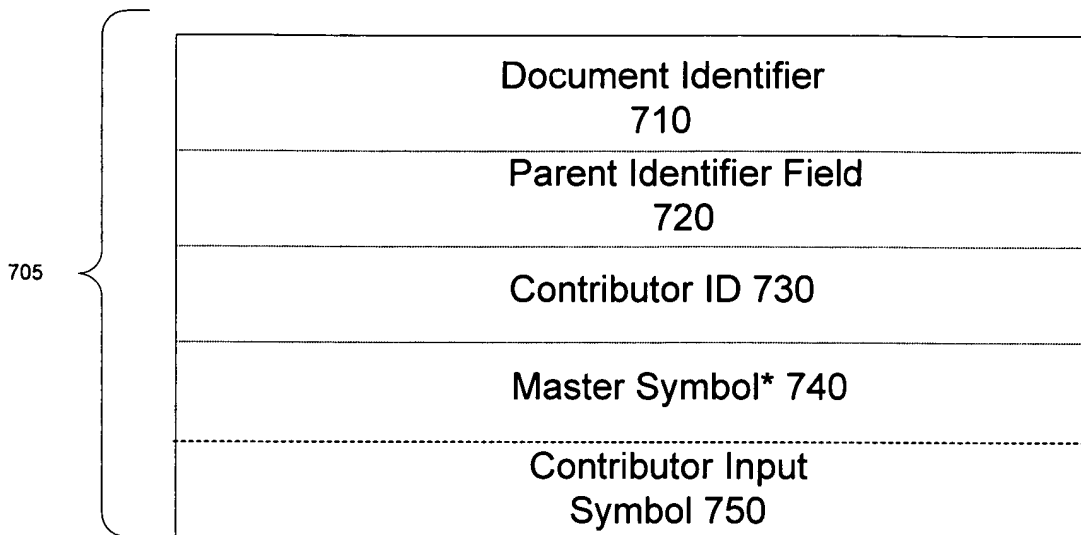 Document Identifier
710
Parent Identifier Field
720
705
Contributor ID 730
Master Symbol* 740
Contributor Input
Symbol 750